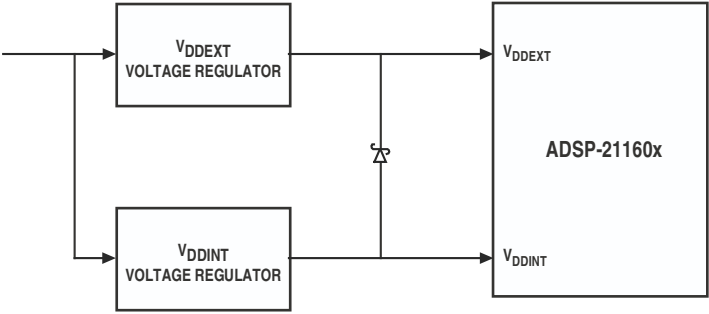 VDDEXT
VOLTAGE REGULATOR
VDDEXT
ADSP-21160x
VDDINT
VOLTAGE REGULATOR
VDDINT